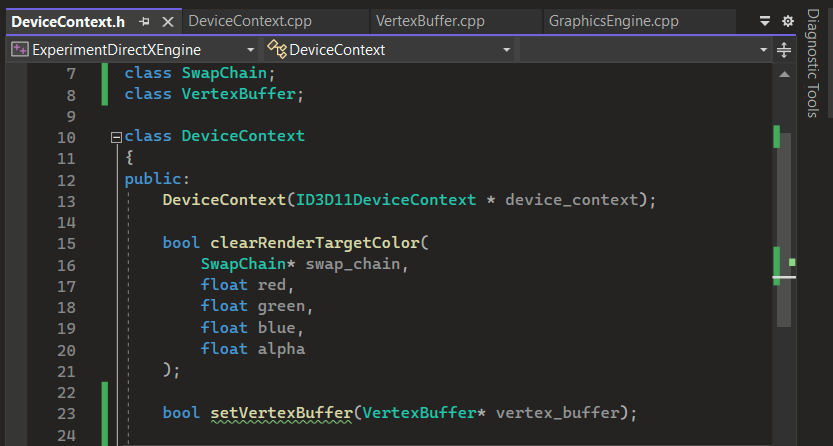 DeviceContext.h DeviceContext.cpp VertexBuffer.cpp GraphicsEngine.cpp
ExperimentDirectXEngine DeviceContext
Diagnostic Tools
7 class SwapChain;
8 class VertexBuffer;
9
10 class DeviceContext
11 {
12 public:
13 DeviceContext(ID3D11DeviceContext * device_context);
14
15 bool clearRenderTargetColor(
16 SwapChain* swap_chain,
17 float red,
18 float green,
19 float blue,
20 float alpha
21 );
22
23 bool setVertexBuffer(VertexBuffer* vertex_buffer);
24